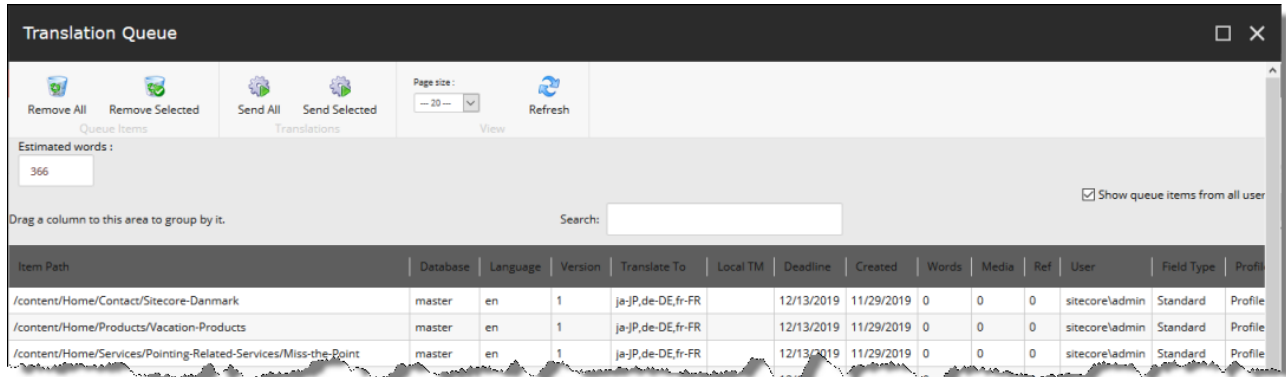 Translation Queue
Remove All Remove Selected Send All Send Selected Page size : --- 20 --- Refresh
Queue Items Translations View
Estimated words :
366
Show queue items from all user
Drag a column to this area to group by it. Search:
Item Path Database Language Version Translate To Local TM Deadline Created Words Media Ref User Field Type Profil
/content/Home/Contact/Sitecore-Danmark master en 1 ja-JP,de-DE,fr-FR 12/13/2019 11/29/2019 0 0 0 sitecore\admin Standard Profile
/content/Home/Products/Vacation-Products master en 1 ja-JP,de-DE,fr-FR 12/13/2019 11/29/2019 0 0 0 sitecore\admin Standard Profile
/content/Home/Services/Pointing-Related-Services/Miss-the-Point master en 1 ja-JP,de-DE,fr-FR 12/13/2019 11/29/2019 0 0 0 sitecore\admin Standard Profile